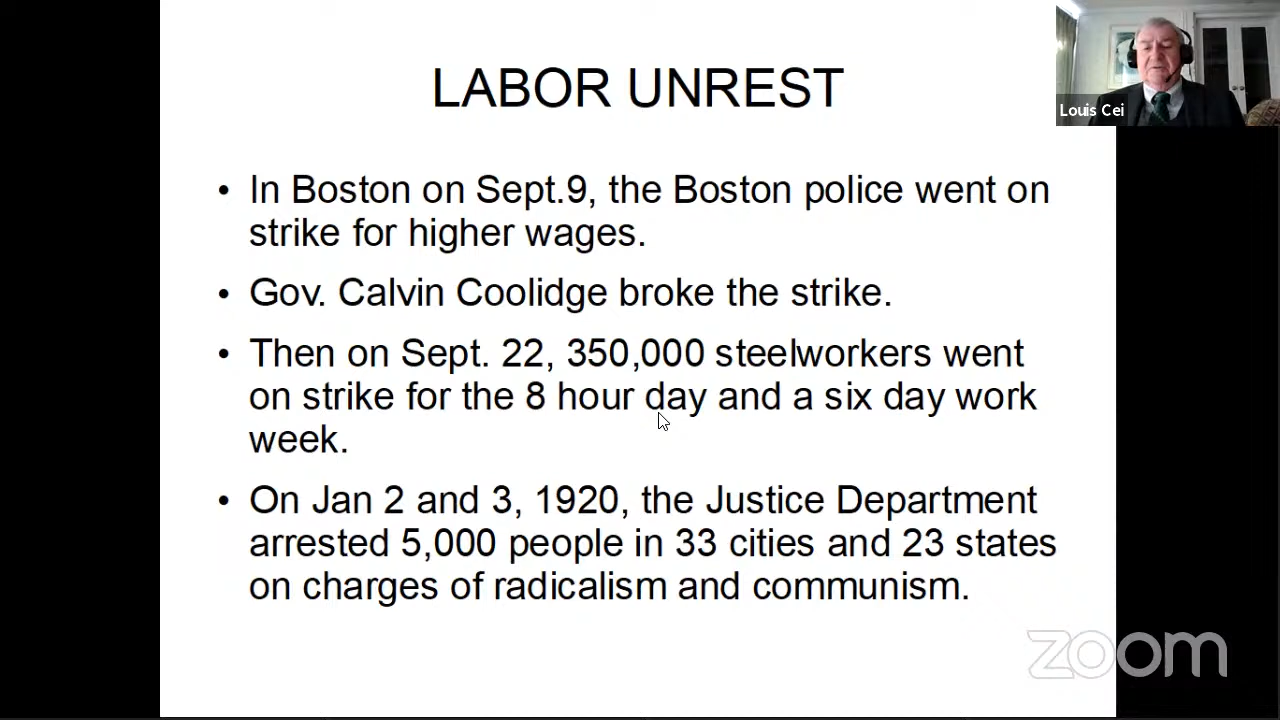 LABOR UNREST
Louis Cei
• In Boston on Sept.9, the Boston police went on
strike for higher wages.
• Gov. Calvin Coolidge broke the strike.
• Then on Sept. 22, 350,000 steelworkers went
on strike for the 8 hour day and a six day work
week.
• On Jan 2 and 3, 1920, the Justice Department
arrested 5,000 people in 33 cities and 23 states
on charges of radicalism and communism.
zoom